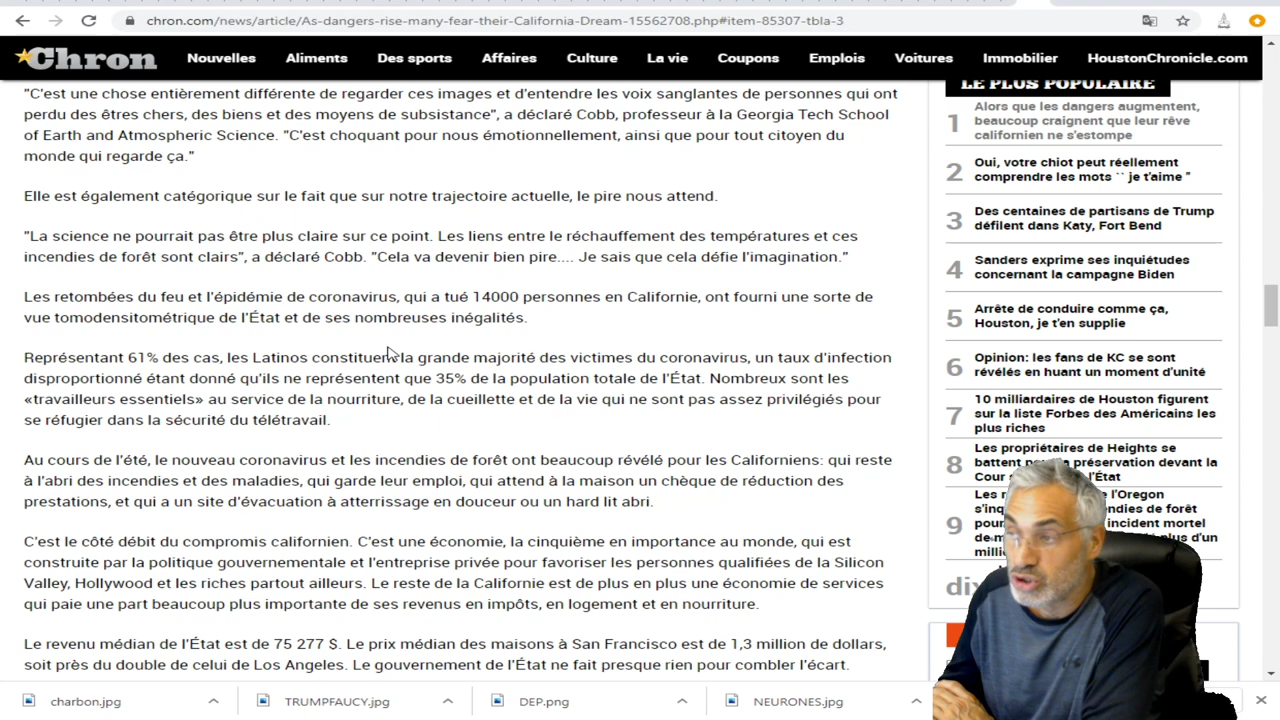 chron.com/news/article/As-dangers-rise-many-fear-their-California-Dream-15562708.php#item-85307-tbla-3
Chron
Nouvelles Aliments Des sports Affaires Culture La vie Coupons Emplois Voitures Immobilier HoustonChronicle.com
"C'est une chose entièrement différente de regarder ces images et d'entendre les voix sanglantes de personnes qui ont
perdu des êtres chers, des biens et des moyens de subsistance", a déclaré Cobb, professeur à la Georgia Tech School
of Earth and Atmospheric Science. "C'est choquant pour nous émotionnellement, ainsi que pour tout citoyen du
monde qui regarde ça."
Elle est également catégorique sur le fait que sur notre trajectoire actuelle, le pire nous attend.
"La science ne pourrait pas être plus claire sur ce point. Les liens entre le réchauffement des températures et ces
incendies de forêt sont clairs", a déclaré Cobb. "Cela va devenir bien pire.... Je sais que cela défie l'imagination."
Les retombées du feu et l'épidémie de coronavirus, qui a tué 14000 personnes en Californie, ont fourni une sorte de
vue tomodensitométrique de l'État et de ses nombreuses inégalités.
Représentant 61% des cas, les Latinos constituent la grande majorité des victimes du coronavirus, un taux d'infection
disproportionné étant donné qu'ils ne représentent que 35% de la population totale de l'État. Nombreux sont les
«travailleurs essentiels» au service de la nourriture, de la cueillette et de la vie qui ne sont pas assez privilégiés pour
se réfugier dans la sécurité du télétravail.
Au cours de l'été, le nouveau coronavirus et les incendies de forêt ont beaucoup révélé pour les Californiens: qui reste
à l'abri des incendies et des maladies, qui garde leur emploi, qui attend à la maison un chèque de réduction des
prestations, et qui a un site d'évacuation à atterrissage en douceur ou un hard lit abri.
C'est le côté débit du compromis californien. C'est une économie, la cinquième en importance au monde, qui est
construite par la politique gouvernementale et l'entreprise privée pour favoriser les personnes qualifiées de la Silicon
Valley, Hollywood et les riches partout ailleurs. Le reste de la Californie est de plus en plus une économie de services
qui paie une part beaucoup plus importante de ses revenus en impôts, en logement et en nourriture.
Le revenu médian de l'État est de 75 277 $. Le prix médian des maisons à San Francisco est de 1,3 million de dollars,
soit près du double de celui de Los Angeles. Le gouvernement de l'État ne fait presque rien pour combler l'écart.
LE PLUS POPULAIRE
1 Alors que les dangers augmentent,
beaucoup craignent que leur rêve
californien ne s'estompe
2 Oui, votre chiot peut réellement
comprendre les mots `` je t'aime ''
3 Des centaines de partisans de Trump
défilent dans Katy, Fort Bend
4 Sanders exprime ses inquiétudes
concernant la campagne Biden
5 Arrête de conduire comme ça,
Houston, je t'en supplie
6 Opinion: les fans de KC se sont
révélés en huant un moment d'unité
7 10 milliardaires de Houston figurent
sur la liste Forbes des Américains les
plus riches
8 Les propriétaires de Heights se
battent préservation devant la
Cour l'État
9 Les l'Oregon
incendies de forêt
incident mortel
plus d'un
charbon.jpg TRUMPFAUCY.jpg DEP.png NEURONES.jpg